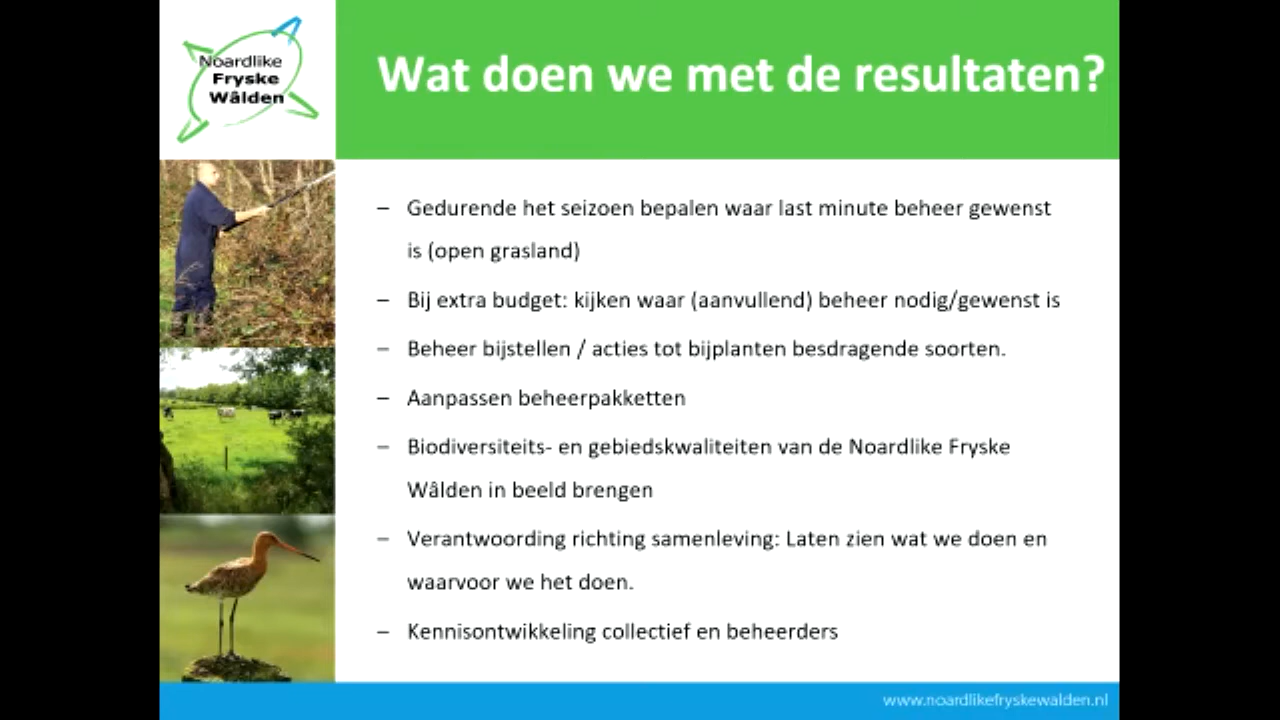 Noardlike
Fryske
Wâlden
Wat doen we met de resultaten?
– Gedurende het seizoen bepalen waar last minute beheer gewenst
is (open grasland)
– Bij extra budget: kijken waar (aanvullend) beheer nodig/gewenst is
– Beheer bijstellen / acties tot bijplanten besdragende soorten.
– Aanpassen beheerpakketten
– Biodiversiteits- en gebiedskwaliteiten van de Noardlike Fryske
Wâlden in beeld brengen
– Verantwoording richting samenleving: Laten zien wat we doen en
waarvoor we het doen.
– Kennisontwikkeling collectief en beheerders
www.noardlikefryskewalden.nl